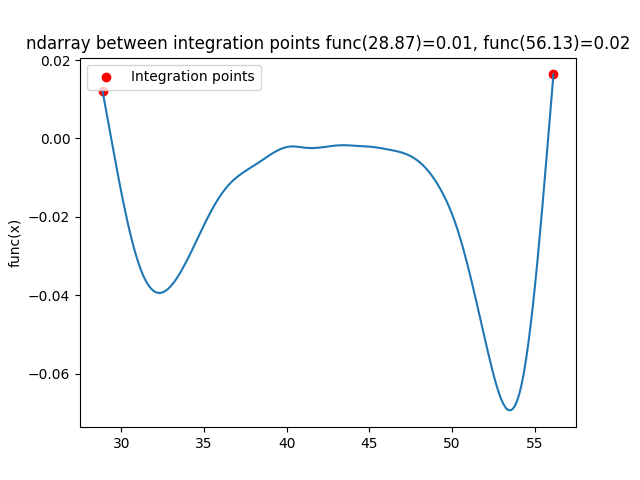 ndarray between integration points func(28.87)=0.01, func(56.13)=0.02
Integration points
func(x)
0.02
0.00
−0.02
−0.04
−0.06
30 35 40 45 50 55